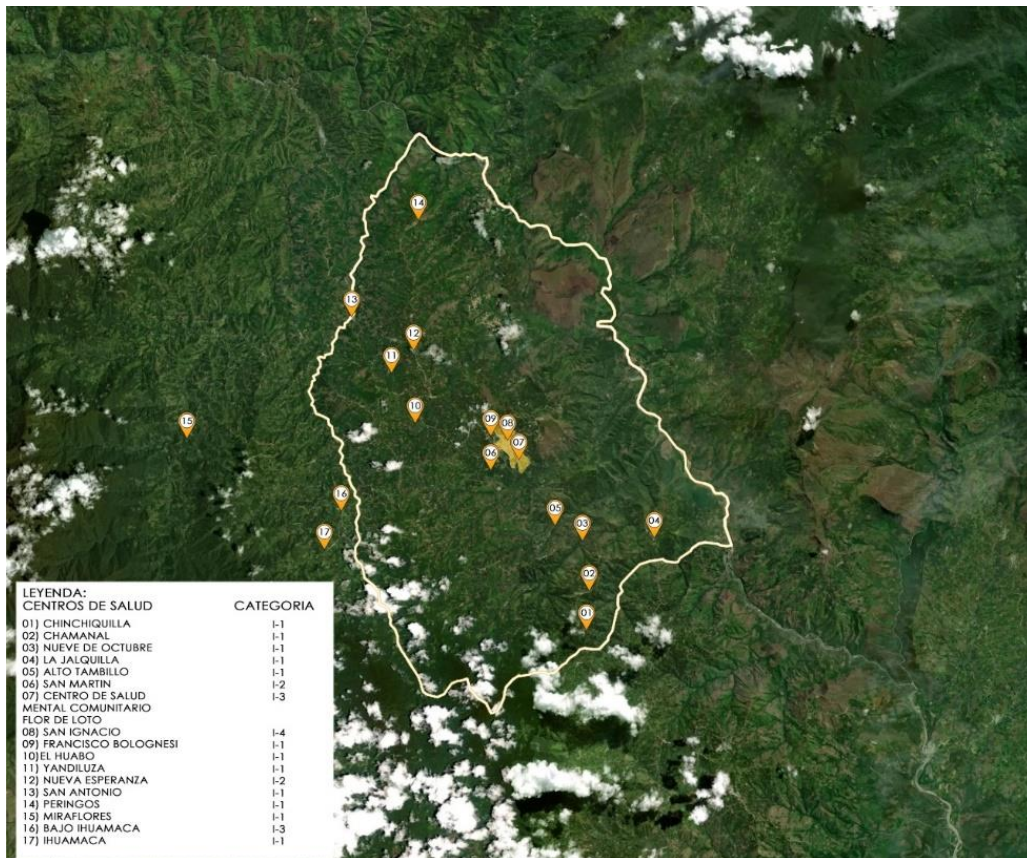 14
13
12
11
10
15
09
08
07
06
16
05
03
04
17
02
01
LEYENDA:
CENTROS DE SALUD CATEGORIA
01) CHINCHIQUILLA I-1
02) CHAMANAL I-1
03) NUEVE DE OCTUBRE I-1
04) LA JALQUILLA I-1
05) ALTO TAMBILLO I-1
06) SAN MARTIN I-2
07) CENTRO DE SALUD I-3
MENTAL COMUNITARIO
FLOR DE LOTO
08) SAN IGNACIO I-4
09) FRANCISCO BOLOGNESI I-1
10)EL HUABO I-1
11) YANDILUZA I-1
12) NUEVA ESPERANZA I-2
13) SAN ANTONIO I-1
14) PERINGOS I-1
15) MIRAFLORES I-1
16) BAJO IHUAMACA I-3
17) IHUAMACA I-1